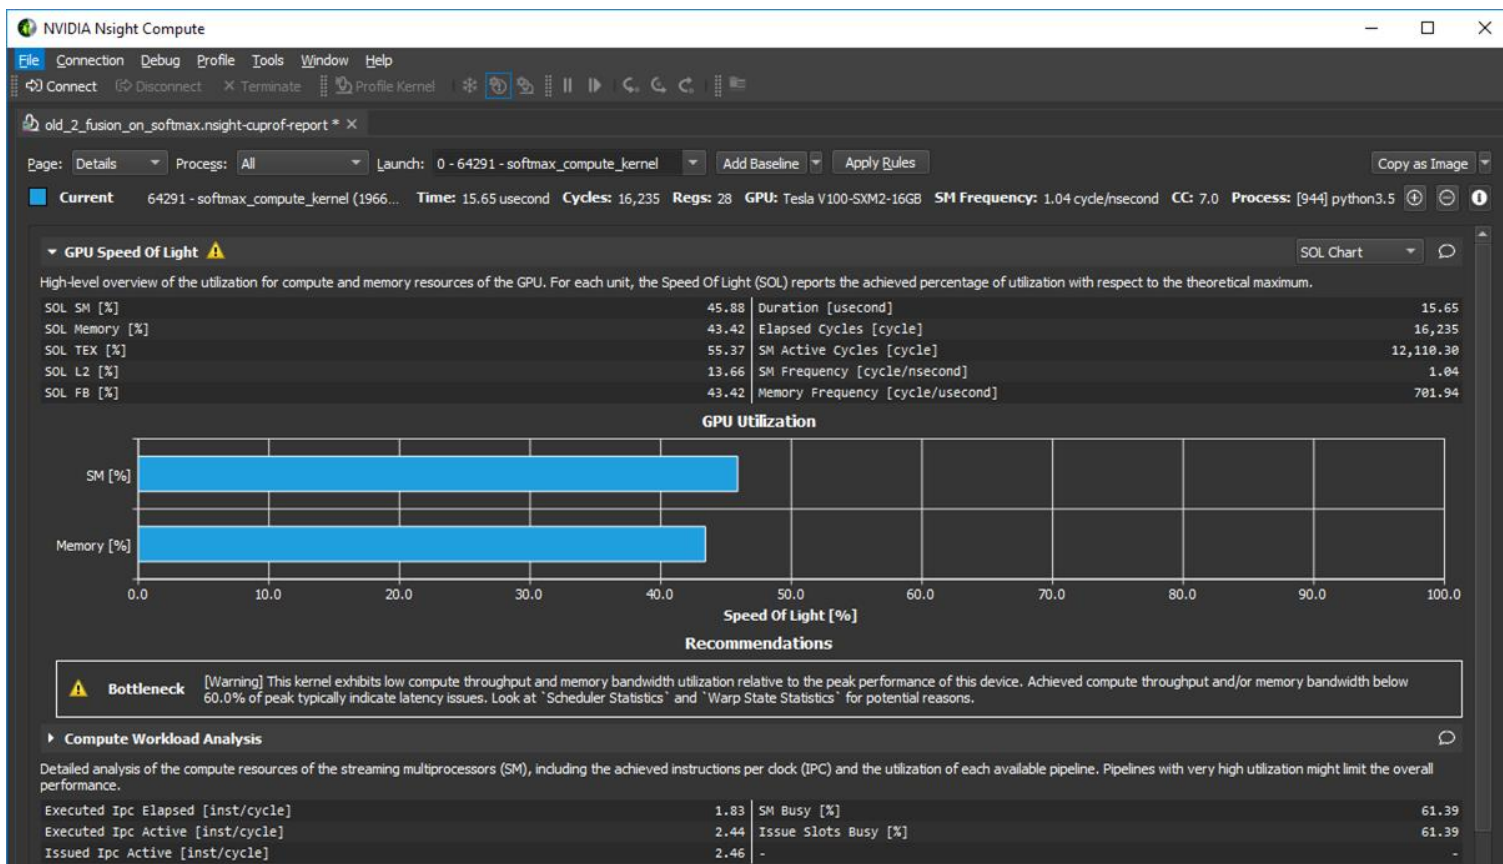 NVIDIA Nsight Compute
File Connection Debug Profile Tools Window Help
Connect Disconnect Terminate Profile Kernel
old_2_fusion_on_softmax.nsight-cuprof-report *
Page: Details Process: All Launch: 0 - 64291 - softmax_compute_kernel Add Baseline Apply Rules Copy as Image
Current 64291 - softmax_compute_kernel (1966... Time: 15.65 usecond Cycles: 16,235 Regs: 28 GPU: Tesla V100-SXM2-16GB SM Frequency: 1.04 cycle/nsecond CC: 7.0 Process: [944] python3.5
GPU Speed Of Light SOL Chart
High-level overview of the utilization for compute and memory resources of the GPU. For each unit, the Speed Of Light (SOL) reports the achieved percentage of utilization with respect to the theoretical maximum.
SOL SM [%] 45.88 Duration [usecond] 15.65
SOL Memory [%] 43.42 Elapsed Cycles [cycle] 16,235
SOL TEX [%] 55.37 SM Active Cycles [cycle] 12,110.30
SOL L2 [%] 13.66 SM Frequency [cycle/nsecond] 1.04
SOL FB [%] 43.42 Memory Frequency [cycle/usecond] 701.94
GPU Utilization
SM [%]
Memory [%]
0.0 10.0 20.0 30.0 40.0 50.0 60.0 70.0 80.0 90.0 100.0
Speed Of Light [%]
Recommendations
Bottleneck [Warning] This kernel exhibits low compute throughput and memory bandwidth utilization relative to the peak performance of this device. Achieved compute throughput and/or memory bandwidth below
60.0% of peak typically indicate latency issues. Look at `Scheduler Statistics` and `Warp State Statistics` for potential reasons.
Compute Workload Analysis
Detailed analysis of the compute resources of the streaming multiprocessors (SM), including the achieved instructions per clock (IPC) and the utilization of each available pipeline. Pipelines with very high utilization might limit the overall
performance.
Executed Ipc Elapsed [inst/cycle] 1.83 SM Busy [%] 61.39
Executed Ipc Active [inst/cycle] 2.44 Issue Slots Busy [%] 61.39
Issued Ipc Active [inst/cycle] 2.46 - -